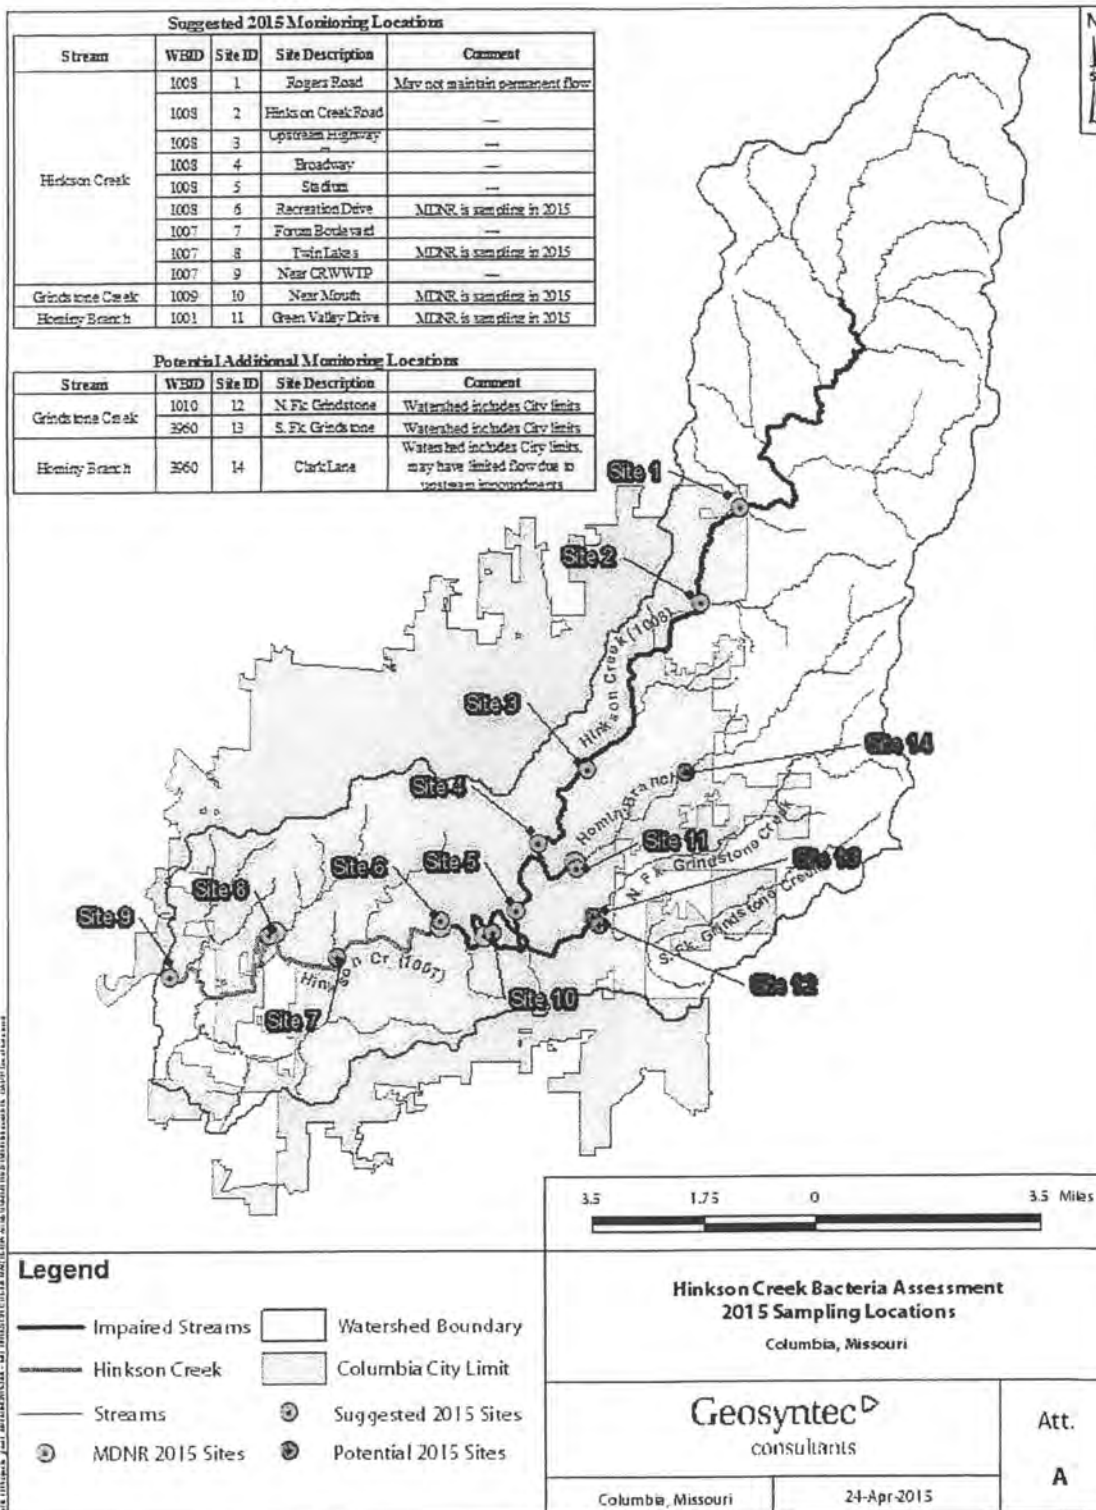 Suggested 2015 Monitoring Locations
Stream WBID Site ID Site Description Comment
Hinkson Creek
1008 1 Rogers Road May not maintain permanent flow
1008 2 Hinkson Creek Road —
1008 3 Upstream Highway —
1008 4 Broadway —
1008 5 Stadium —
1008 6 Recreation Drive MDNR is sampling in 2015
1007 7 Forum Boulevard —
1007 8 Twin Lakes MDNR is sampling in 2015
1007 9 Near CRWWTP —
Grindstone Creek 1009 10 Near Mouth MDNR is sampling in 2015
Hominy Branch 1001 11 Green Valley Drive MDNR is sampling in 2015
Potential Additional Monitoring Locations
Stream WBID Site ID Site Description Comment
Grindstone Creek
1010 12 N. Fk. Grindstone Watershed includes City limits
3960 13 S. Fk. Grindstone Watershed includes City limits
Hominy Branch 3960 14 Clark Lane
Watershed includes City limits,
may have limited flow due to
upstream impoundments
N
S
Site 1
Site 2
Hinkson Creek (1008)
Site 3
Site 14
Site 4
Hominy Branch
Site 11
Site 13
N. Fk. Grindstone Creek
S. Fk. Grindstone Creek
Site 5
Site 6
Site 8
Site 9
Hinkson Cr. (1007)
Site 12
Site 10
Site 7
3.5 1.75 0 3.5 Miles
Legend
Impaired Streams
Watershed Boundary
Hinkson Creek
Columbia City Limit
Streams
Suggested 2015 Sites
MDNR 2015 Sites
Potential 2015 Sites
Hinkson Creek Bacteria Assessment
2015 Sampling Locations
Columbia, Missouri
Geosyntec
consultants
Att.
A
Columbia, Missouri
24-Apr-2015